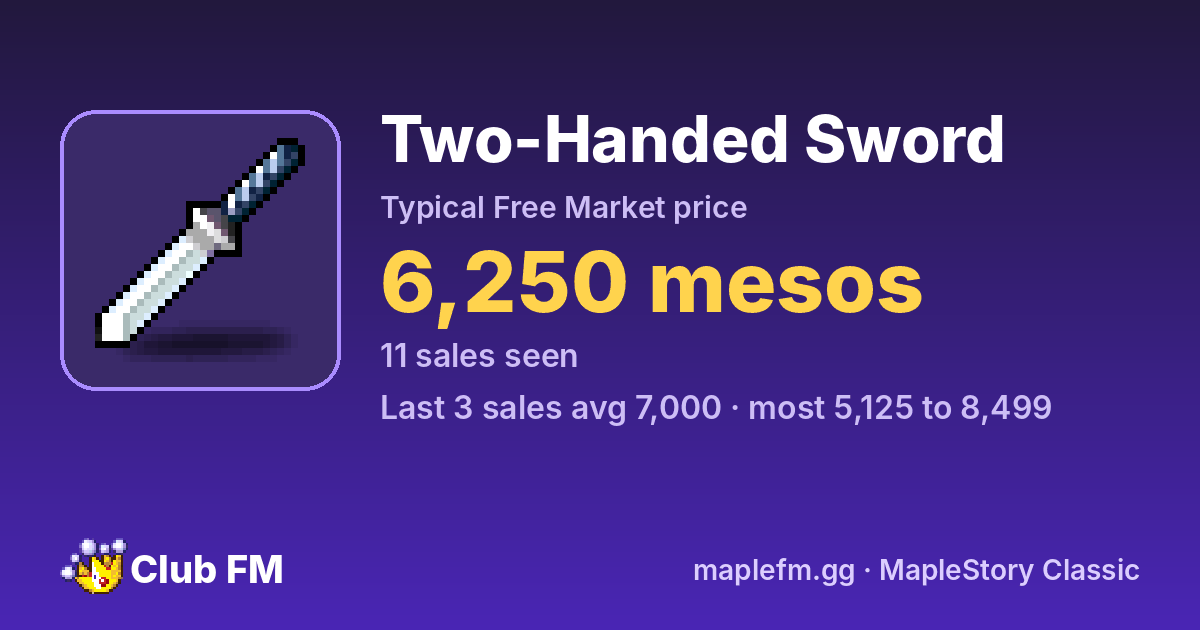 Two-Handed Sword
Typical Free Market price
6,250 mesos
11 sales seen
Last 3 sales avg 7,000 · most 5,125 to 8,499
Club FM
maplefm.gg · MapleStory Classic